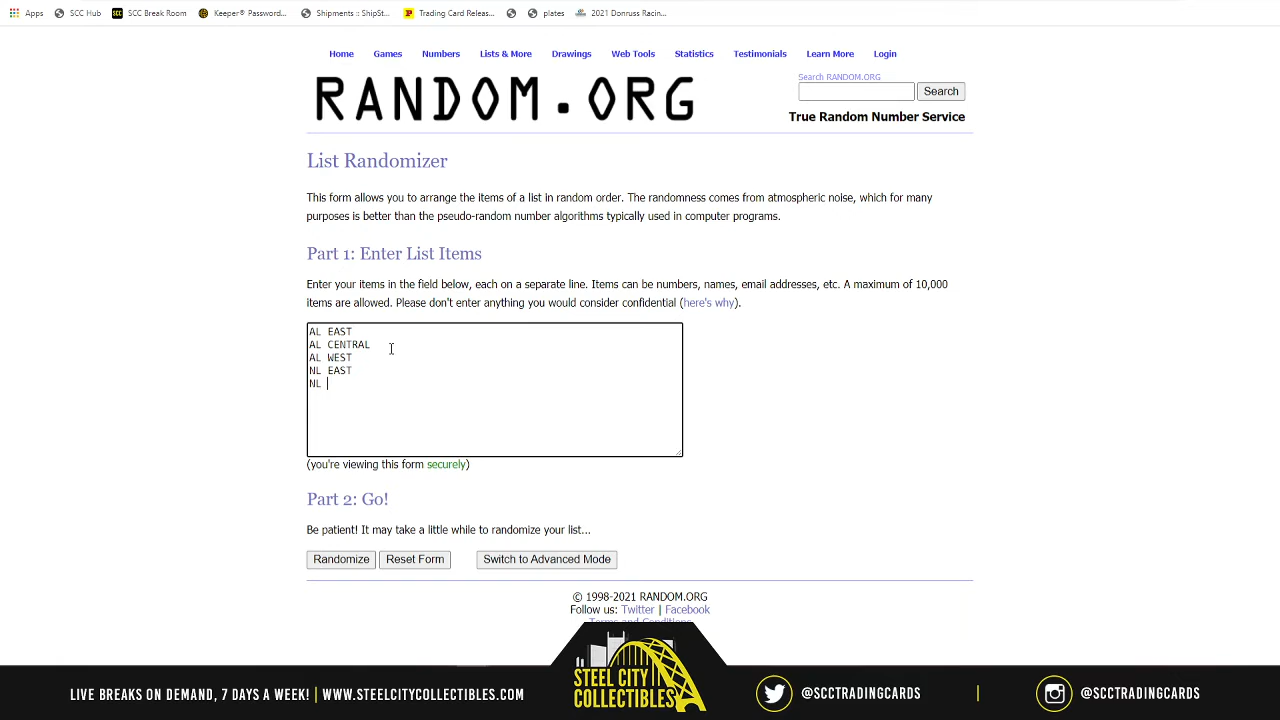 Apps SCC Hub SCC Break Room Keeper® Password... Shipments :: ShipSt... Trading Card Releas... plates 2021 Donruss Racin...
Home Games Numbers Lists & More Drawings Web Tools Statistics Testimonials Learn More Login
RANDOM.ORG
Search RANDOM.ORG
Search
True Random Number Service
List Randomizer
This form allows you to arrange the items of a list in random order. The randomness comes from atmospheric noise, which for many
purposes is better than the pseudo-random number algorithms typically used in computer programs.
Part 1: Enter List Items
Enter your items in the field below, each on a separate line. Items can be numbers, names, email addresses, etc. A maximum of 10,000
items are allowed. Please don't enter anything you would consider confidential (here's why).
AL EAST
AL CENTRAL
AL WEST
NL EAST
NL
(you're viewing this form securely)
Part 2: Go!
Be patient! It may take a little while to randomize your list...
Randomize Reset Form Switch to Advanced Mode
© 1998-2021 RANDOM.ORG
Follow us: Twitter | Facebook
Terms and Conditions
STEEL CITY
COLLECTIBLES
LIVE BREAKS ON DEMAND, 7 DAYS A WEEK! | WWW.STEELCITYCOLLECTIBLES.COM
@SCCTRADINGCARDS | @SCCTRADINGCARDS